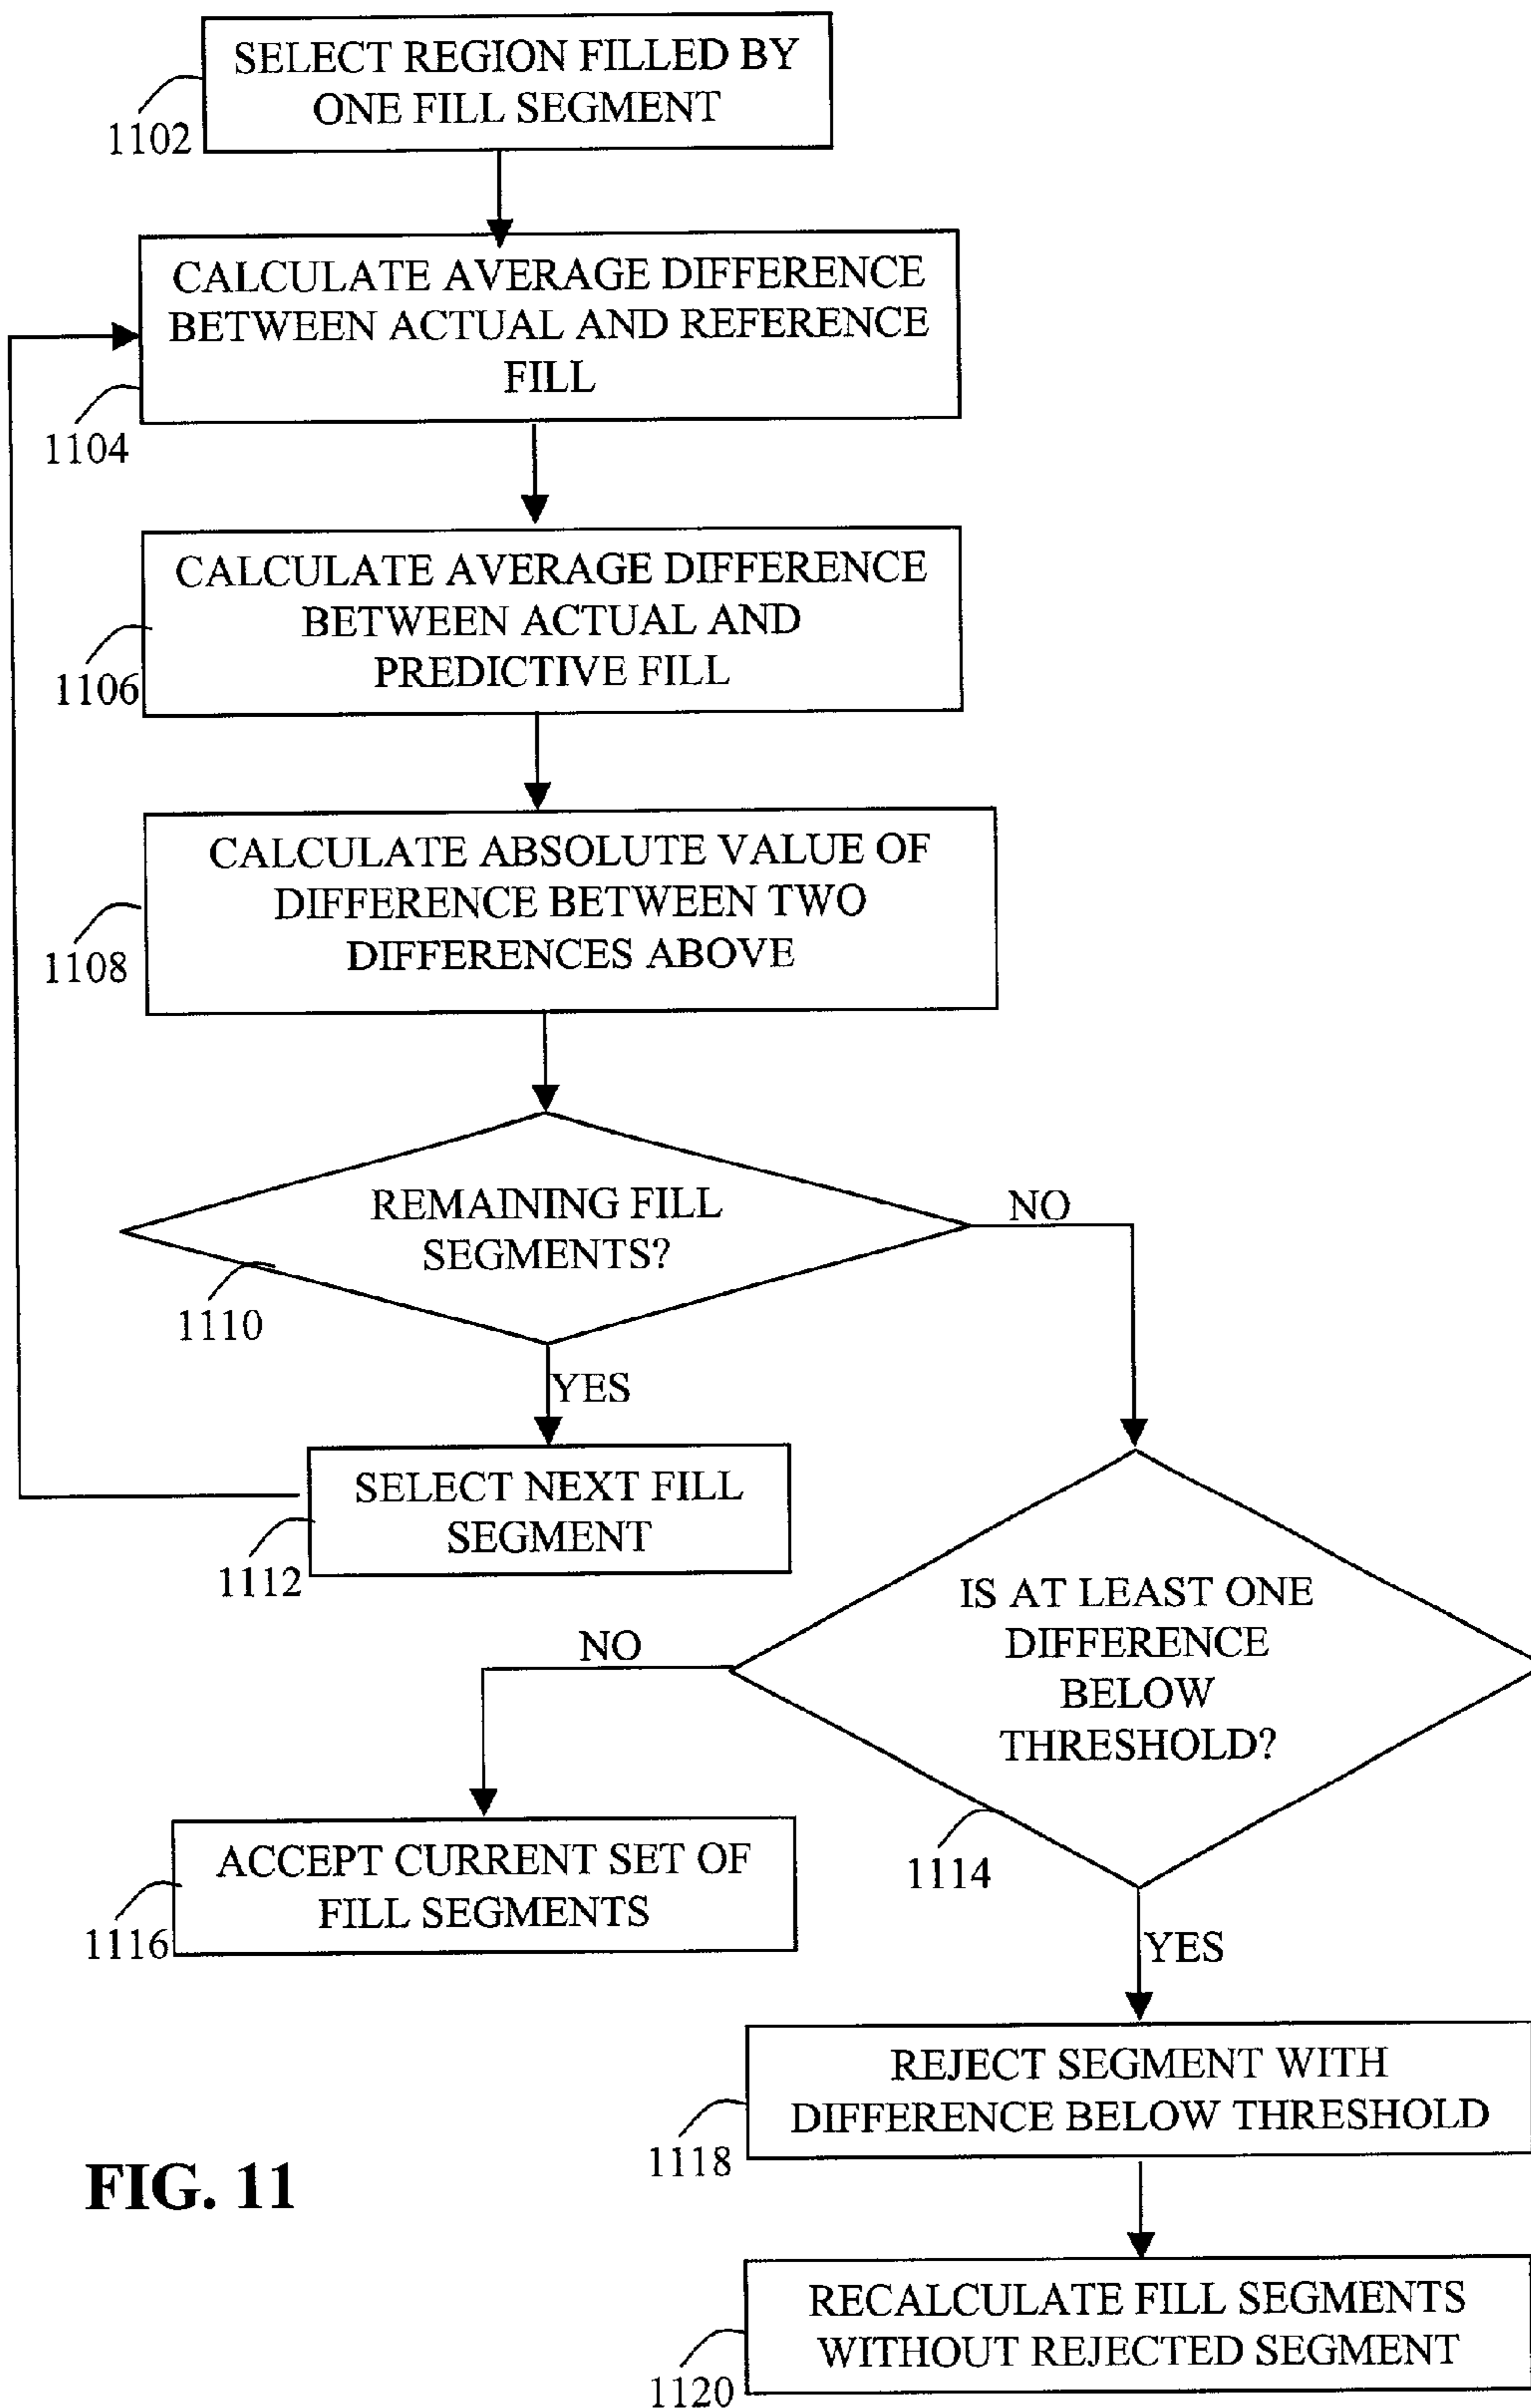 SELECT REGION FILLED BY
ONE FILL SEGMENT
1102
CALCULATE AVERAGE DIFFERENCE
BETWEEN ACTUAL AND REFERENCE
FILL
1104
CALCULATE AVERAGE DIFFERENCE
BETWEEN ACTUAL AND
PREDICTIVE FILL
1106
CALCULATE ABSOLUTE VALUE OF
DIFFERENCE BETWEEN TWO
DIFFERENCES ABOVE
1108
REMAINING FILL
SEGMENTS?
NO
1110
YES
SELECT NEXT FILL
SEGMENT
1112
IS AT LEAST ONE
DIFFERENCE
BELOW
THRESHOLD?
NO
1114
ACCEPT CURRENT SET OF
FILL SEGMENTS
1116
YES
REJECT SEGMENT WITH
DIFFERENCE BELOW THRESHOLD
1118
FIG. 11
RECALCULATE FILL SEGMENTS
WITHOUT REJECTED SEGMENT
1120